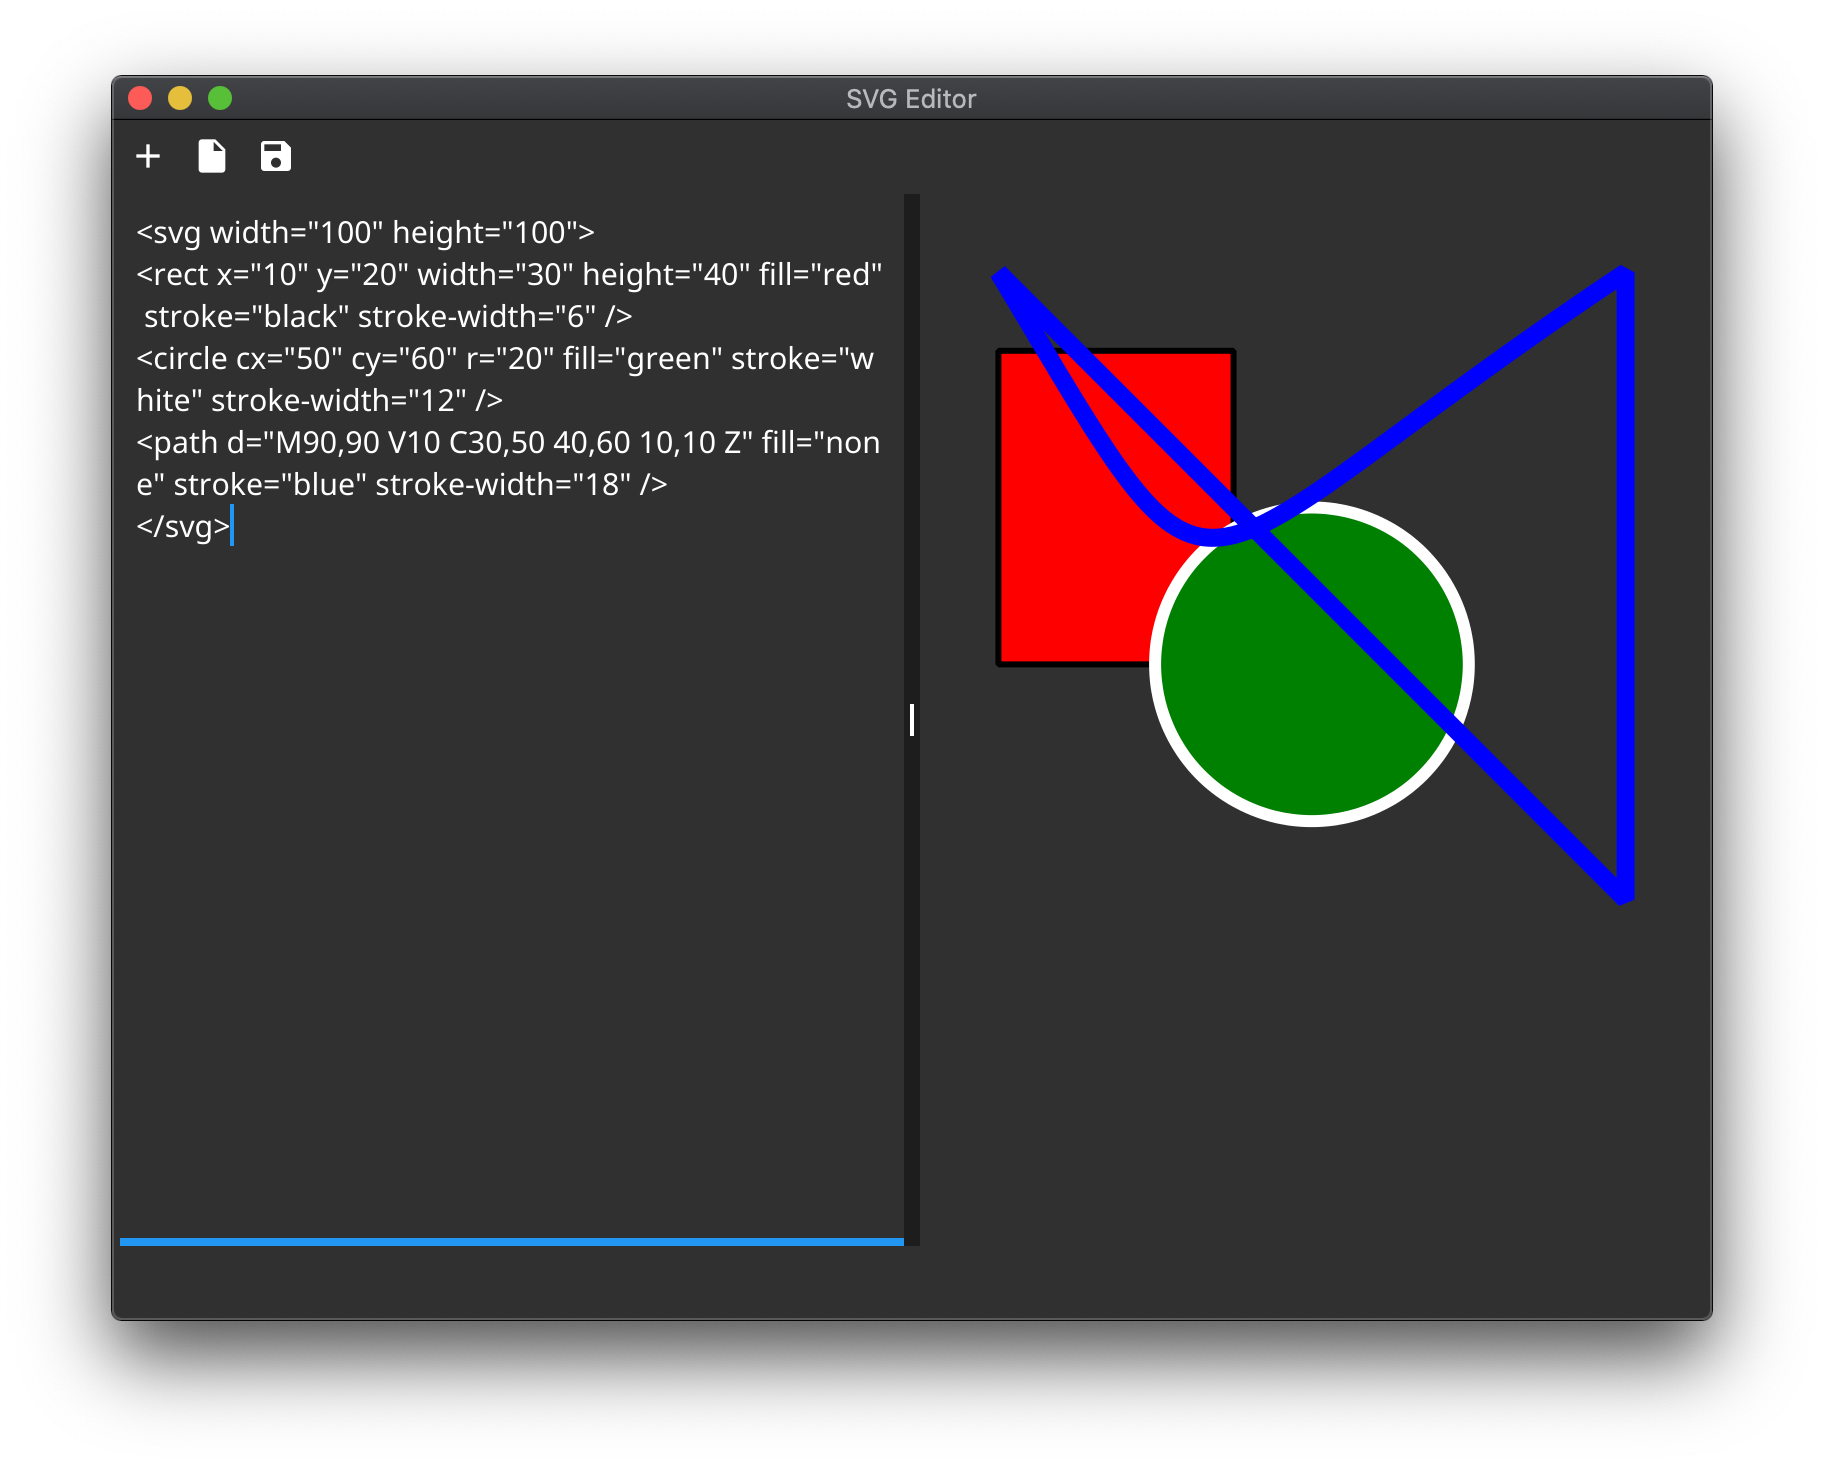 SVG Editor
<svg width="100" height="100">
<rect x="10" y="20" width="30" height="40" fill="red"
 stroke="black" stroke-width="6" />
<circle cx="50" cy="60" r="20" fill="green" stroke="w
hite" stroke-width="12" />
<path d="M90,90 V10 C30,50 40,60 10,10 Z" fill="non
e" stroke="blue" stroke-width="18" />
</svg>